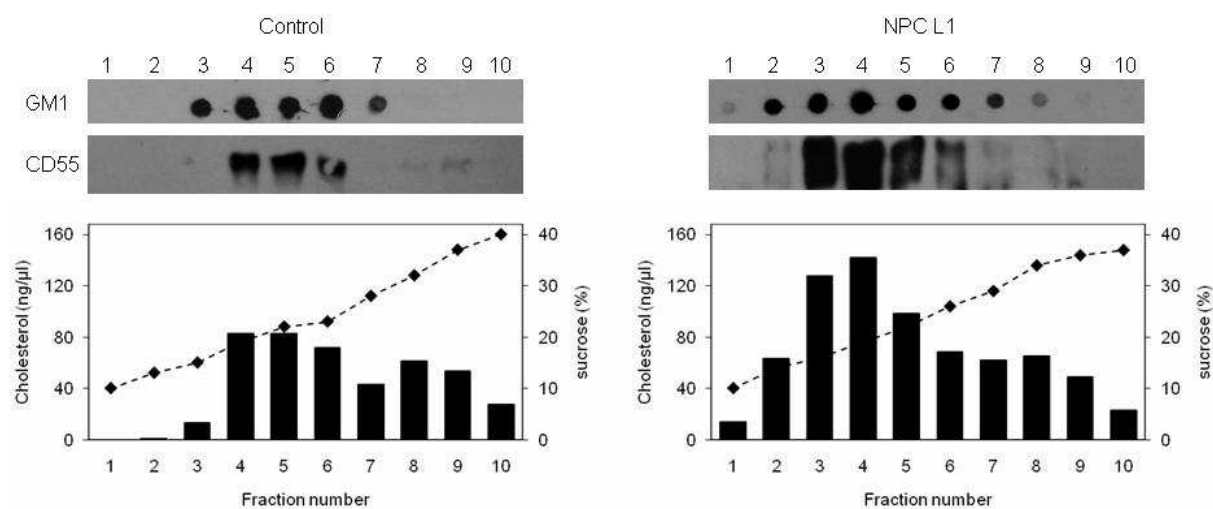 Control
NPC L1
1 2 3 4 5 6 7 8 9 10
1 2 3 4 5 6 7 8 9 10
GM1
CD55
Cholesterol (ng/µl)
160
120
80
40
0
40
30
20
10
0
sucrose (%)
1 2 3 4 5 6 7 8 9 10
Fraction number
Cholesterol (ng/µl)
160
120
80
40
0
40
30
20
10
0
sucrose (%)
1 2 3 4 5 6 7 8 9 10
Fraction number